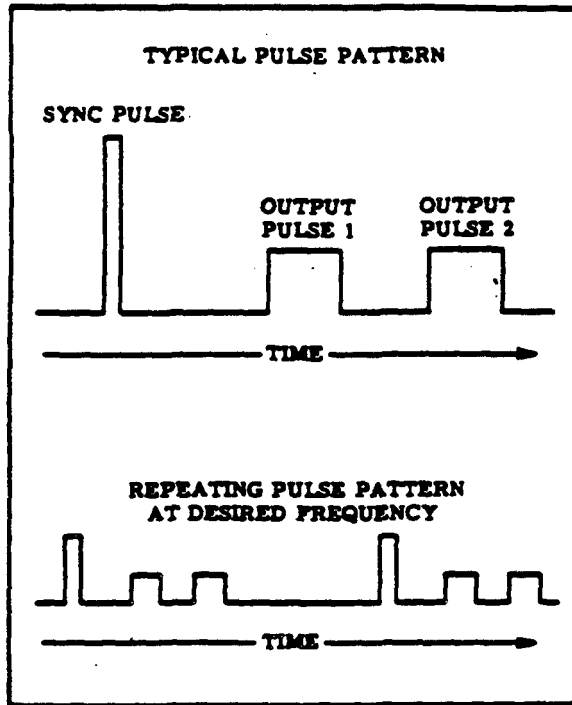 TYPICAL PULSE PATTERN
SYNC PULSE
OUTPUT
PULSE 1
OUTPUT
PULSE 2
TIME
REPEATING PULSE PATTERN
AT DESIRED FREQUENCY
TIME